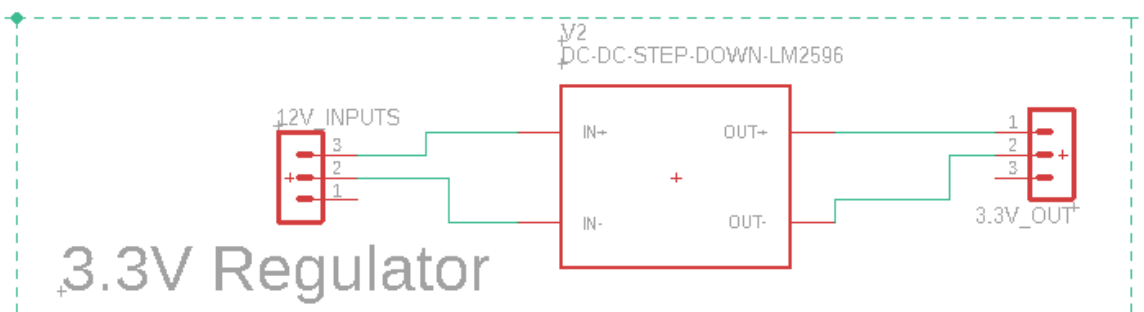 V2
DC-DC-STEP-DOWN-LM2596
12V_INPUTS
3
2
1
IN+
IN-
OUT+
OUT-
1
2
3
3.3V_OUT
3.3V Regulator